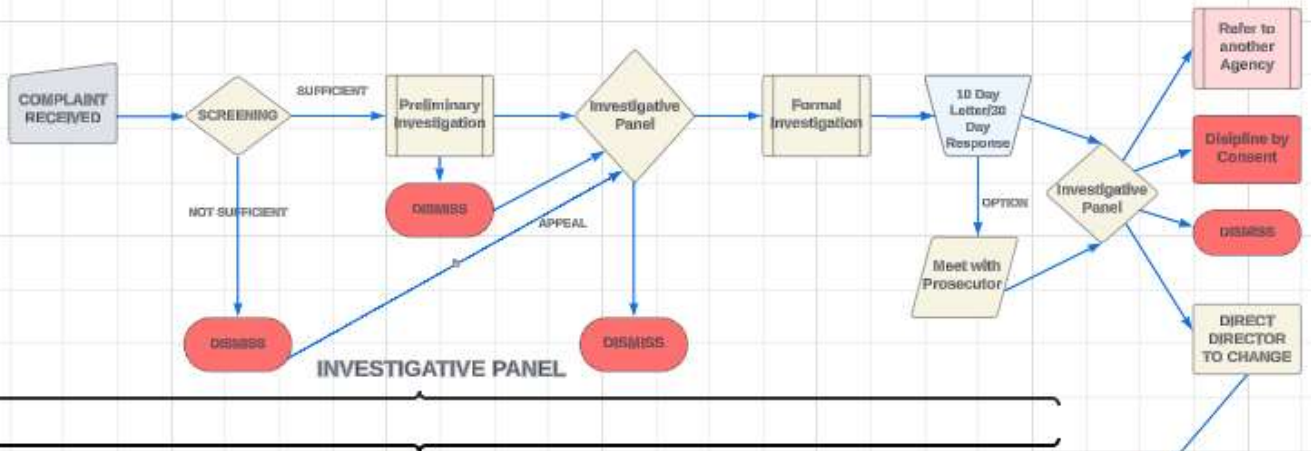 COMPLAINT
RECEIVED
SCREENING
SUFFICIENT
NOT SUFFICIENT
DISMISS
Preliminary
Investigation
DISMISS
APPEAL
Investigative
Panel
DISMISS
Formal
Investigation
10 Day
Letter/30
Day
Response
OPTION
Meet with
Prosecutor
Investigative
Panel
Refer to
another
Agency
Disipline by
Consent
DISMISS
DIRECT
DIRECTOR
TO CHANGE
INVESTIGATIVE PANEL